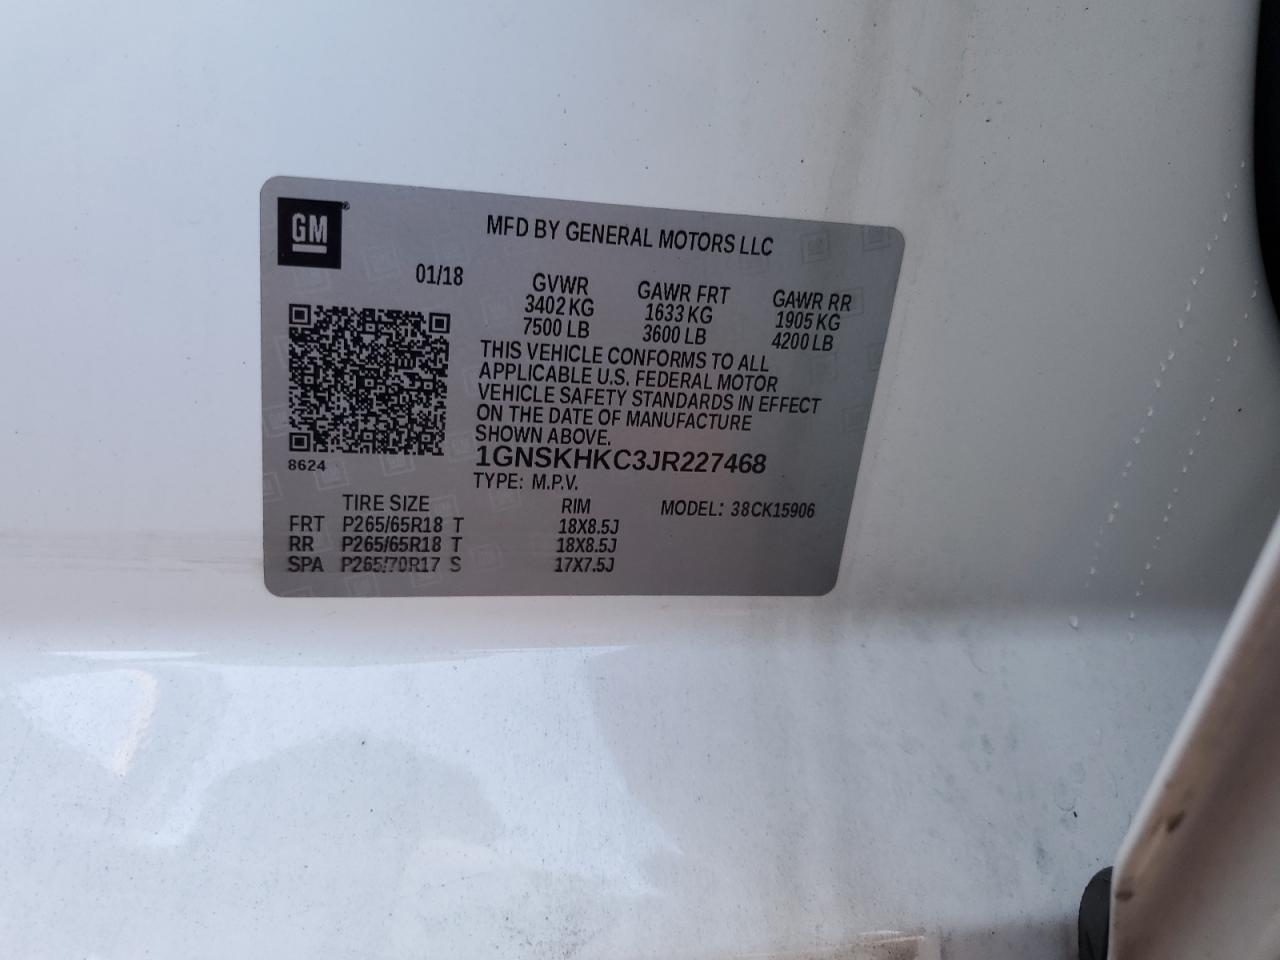 GM ®
MFD BY GENERAL MOTORS LLC
01/18 GVWR GAWR FRT GAWR RR
3402 KG 1633 KG 1905 KG
7500 LB 3600 LB 4200 LB
THIS VEHICLE CONFORMS TO ALL
APPLICABLE U.S. FEDERAL MOTOR
VEHICLE SAFETY STANDARDS IN EFFECT
ON THE DATE OF MANUFACTURE
SHOWN ABOVE.
8624
1GNSKHKC3JR227468
TYPE: M.P.V.
TIRE SIZE RIM MODEL: 38CK15906
FRT P265/65R18 T 18X8.5J
RR P265/65R18 T 18X8.5J
SPA P265/70R17 S 17X7.5J